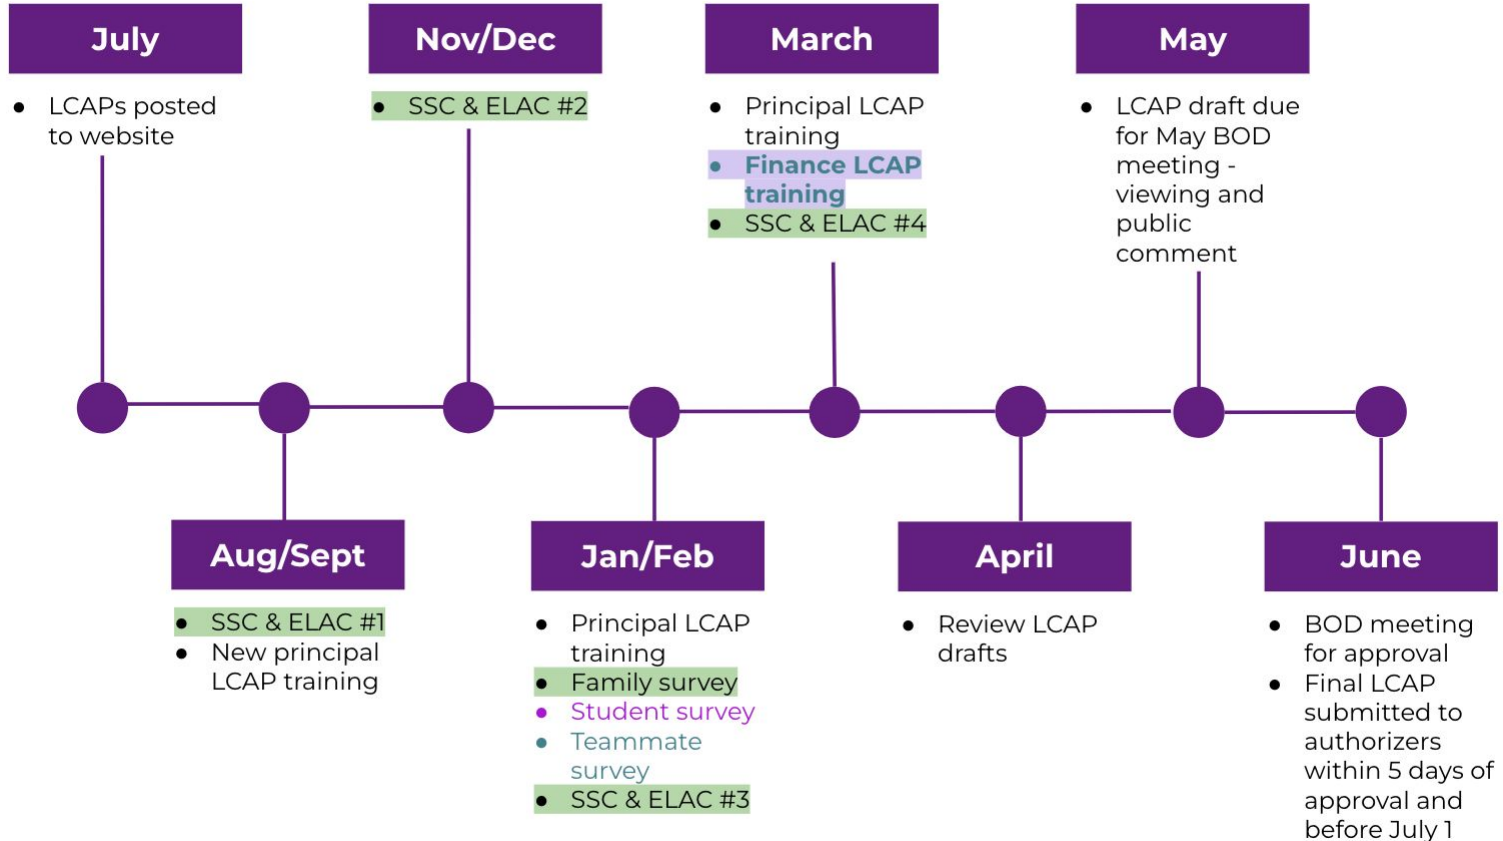 July
● LCAPs posted
to website
Nov/Dec
● SSC & ELAC #2
March
● Principal LCAP
training
● Finance LCAP
training
● SSC & ELAC #4
May
● LCAP draft due
for May BOD
meeting -
viewing and
public
comment
Aug/Sept
● SSC & ELAC #1
● New principal
LCAP training
Jan/Feb
● Principal LCAP
training
● Family survey
● Student survey
● Teammate
survey
● SSC & ELAC #3
April
● Review LCAP
drafts
June
● BOD meeting
for approval
● Final LCAP
submitted to
authorizers
within 5 days of
approval and
before July 1